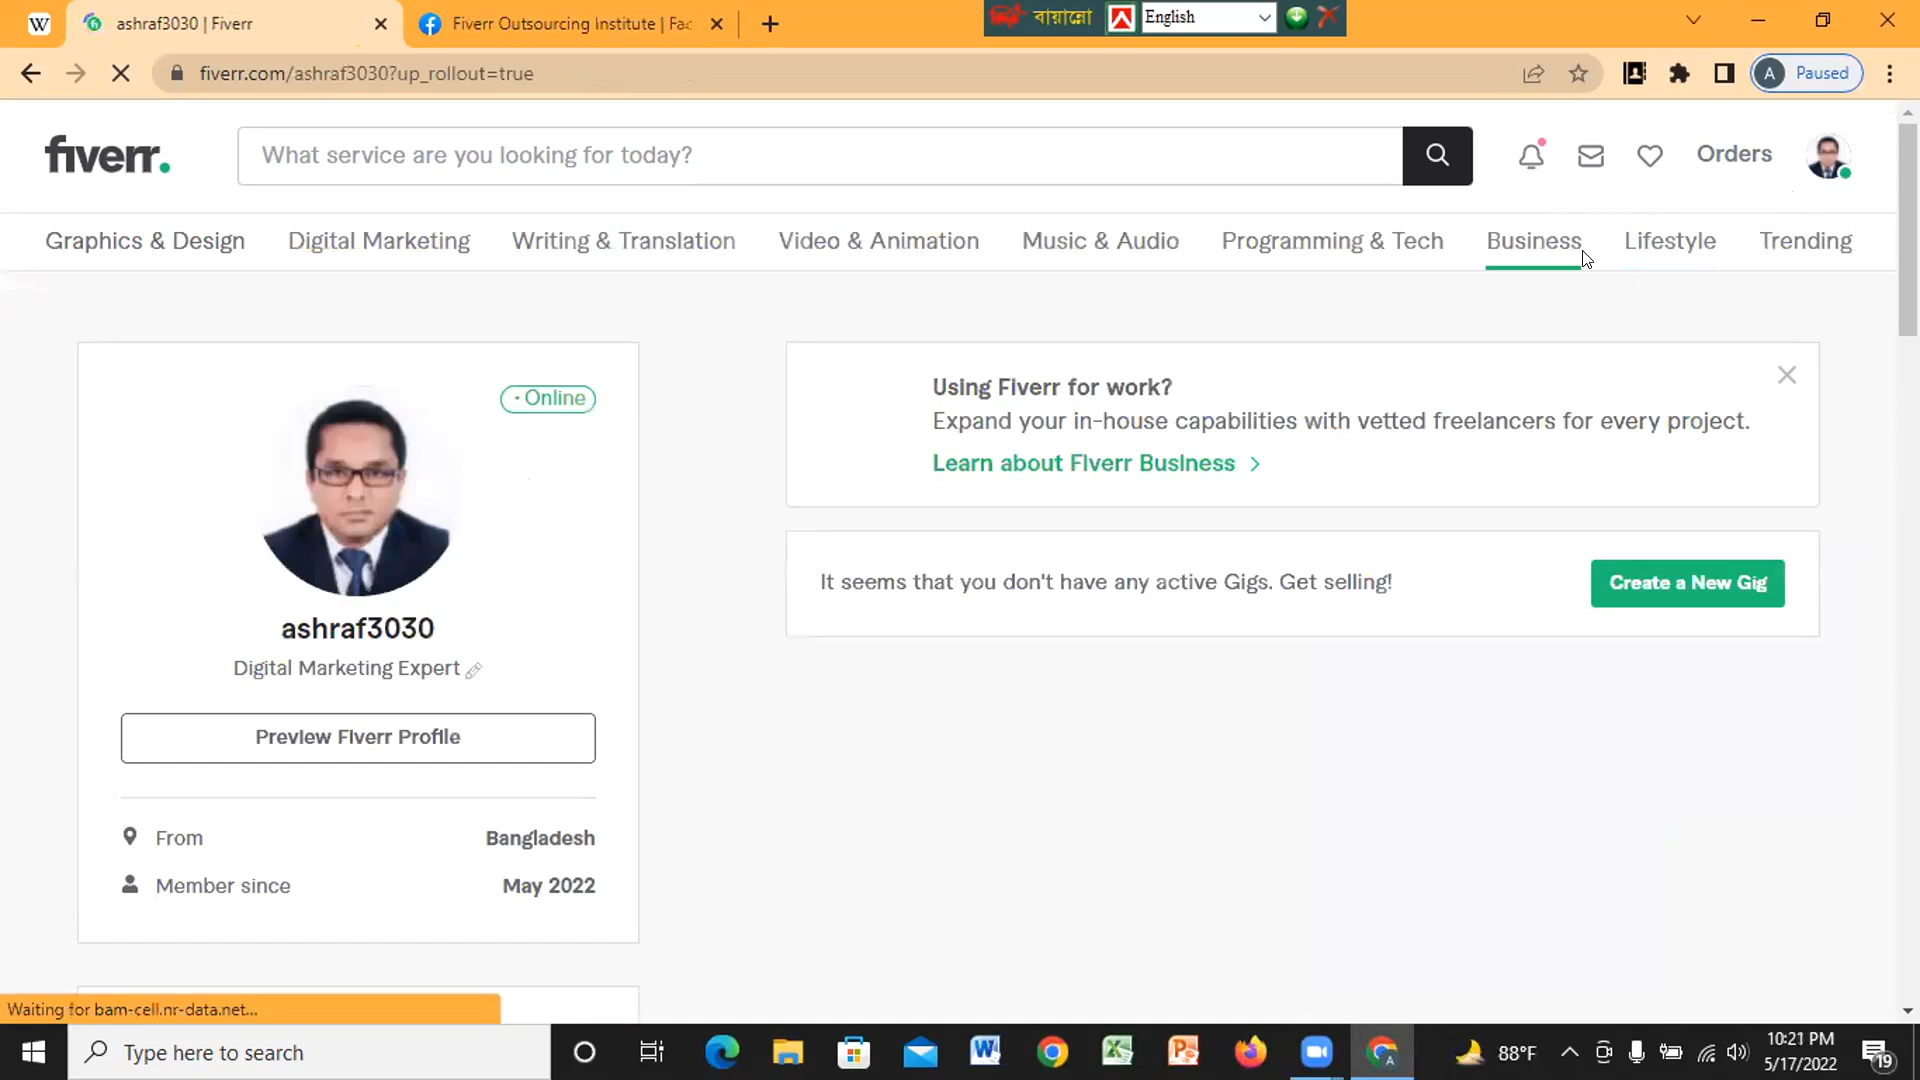 ashraf3030 | Fiverr
Fiverr Outsourcing Institute | Fac
বায়ান্নো
English
fiverr.com/ashraf3030?up_rollout=true
A Paused
fiverr.
What service are you looking for today?
Orders
Graphics & Design
Digital Marketing
Writing & Translation
Video & Animation
Music & Audio
Programming & Tech
Business
Lifestyle
Trending
Online
ashraf3030
Digital Marketing Expert
Preview Fiverr Profile
From Bangladesh
Member since May 2022
Using Fiverr for work?
Expand your in-house capabilities with vetted freelancers for every project.
Learn about Fiverr Business
It seems that you don't have any active Gigs. Get selling!
Create a New Gig
Waiting for bam-cell.nr-data.net...
Type here to search
88°F
10:21 PM
5/17/2022
19